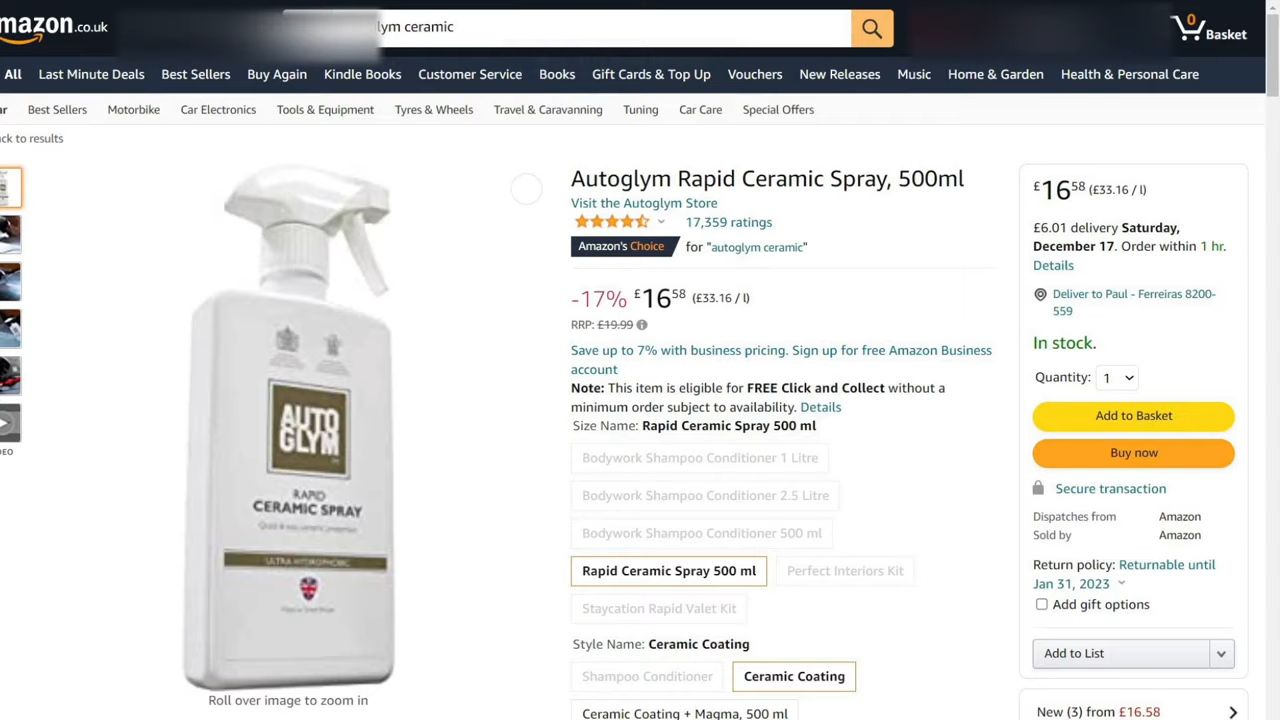 mazon.co.uk
lym ceramic
0
Basket
All Last Minute Deals Best Sellers Buy Again Kindle Books Customer Service Books Gift Cards & Top Up Vouchers New Releases Music Home & Garden Health & Personal Care
ar Best Sellers Motorbike Car Electronics Tools & Equipment Tyres & Wheels Travel & Caravanning Tuning Car Care Special Offers
ck to results
Autoglym Rapid Ceramic Spray, 500ml
Visit the Autoglym Store
17,359 ratings
Amazon's Choice for "autoglym ceramic"
-17% £1658 (£33.16 / l)
RRP: £19.99
Save up to 7% with business pricing. Sign up for free Amazon Business
account
Note: This item is eligible for FREE Click and Collect without a
minimum order subject to availability. Details
Size Name: Rapid Ceramic Spray 500 ml
Bodywork Shampoo Conditioner 1 Litre
Bodywork Shampoo Conditioner 2.5 Litre
Bodywork Shampoo Conditioner 500 ml
Rapid Ceramic Spray 500 ml Perfect Interiors Kit
Staycation Rapid Valet Kit
Style Name: Ceramic Coating
Shampoo Conditioner Ceramic Coating
Ceramic Coating + Magma, 500 ml
£1658 (£33.16 / l)
£6.01 delivery Saturday,
December 17. Order within 1 hr.
Details
Deliver to Paul - Ferreiras 8200-
559
In stock.
Quantity: 1
Add to Basket
Buy now
Secure transaction
Dispatches from Amazon
Sold by Amazon
Return policy: Returnable until
Jan 31, 2023
Add gift options
Add to List
New (3) from £16.58
AUTO
GLYM
RAPID
CERAMIC SPRAY
ULTRA HYDROPHOBIC
DEO
Roll over image to zoom in